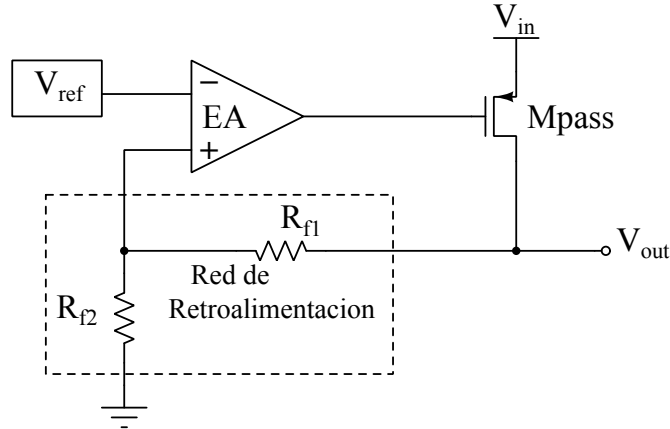 V_in
V_ref
−
EA
+
Mpass
R_f1
V_out
Red de
Retroalimentacion
R_f2